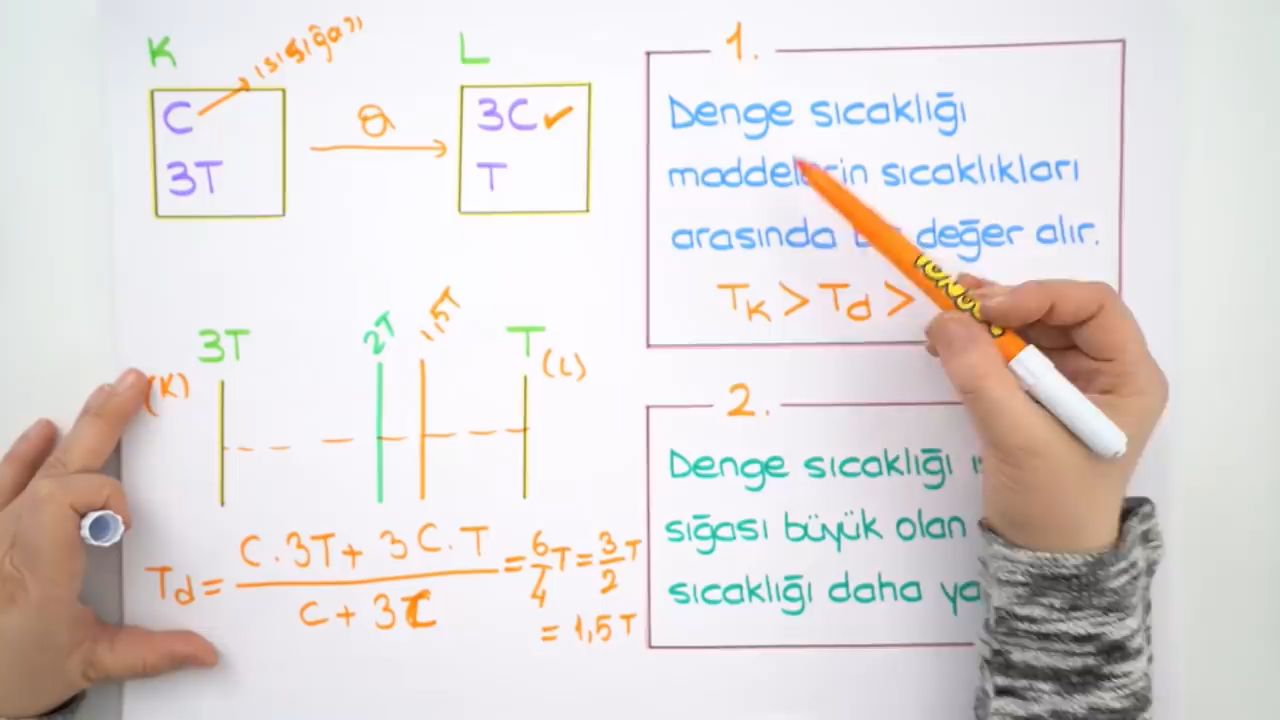 K
ısı sığası
C
3T
Q
L
3C ✓
T
3T
(K)
2T
1,5T
T
(L)
Td = C.3T + 3C.T / C + 3C = 6/4 T = 3/2 T
= 1,5T
1.
Denge sıcaklığı
maddelerin sıcaklıkları
arasında değer alır.
TK > Td >
2.
Denge sıcaklığı
sığası büyük olan
sıcaklığı daha